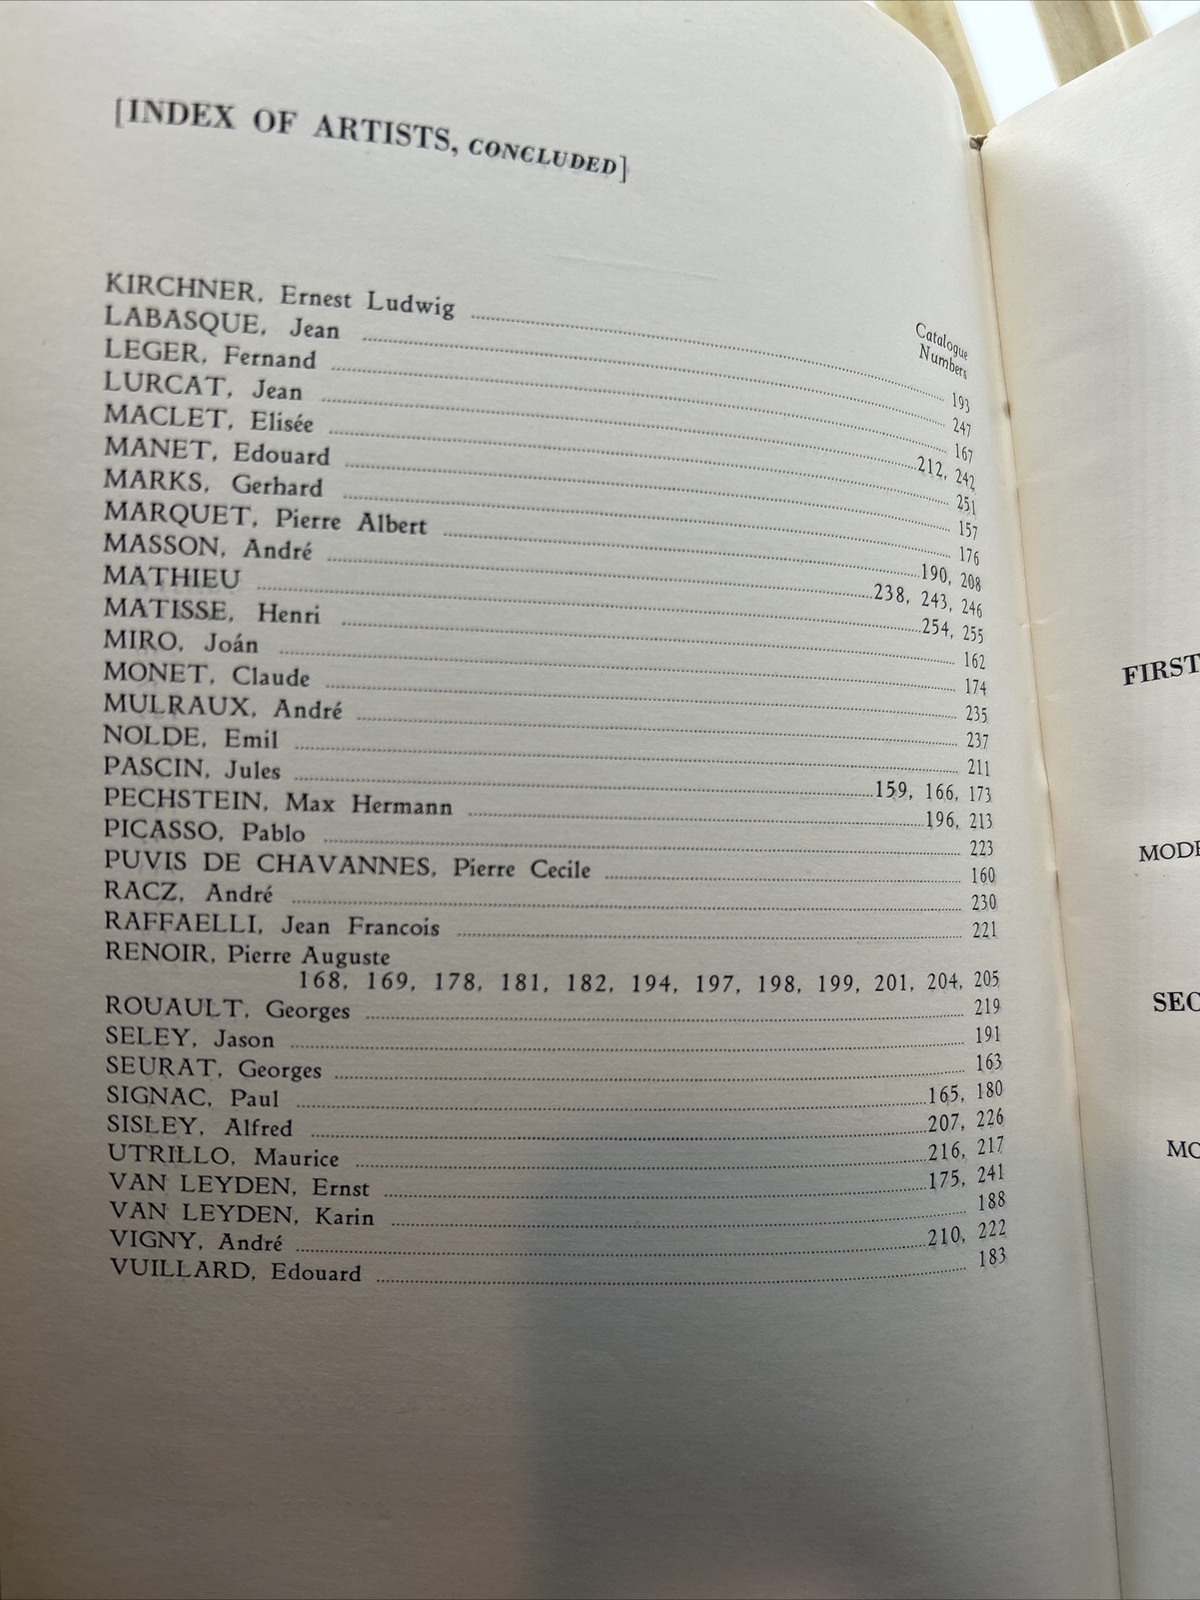 [INDEX OF ARTISTS, CONCLUDED]
Catalogue
Numbers
KIRCHNER, Ernest Ludwig 193
LABASQUE, Jean 247
LEGER, Fernand 167
LURCAT, Jean 212, 242
MACLET, Elisée 251
MANET, Edouard 157
MARKS, Gerhard 176
MARQUET, Pierre Albert 190, 208
MASSON, André 238, 243, 246
MATHIEU 254, 255
MATISSE, Henri 162
MIRO, Joán 174
MONET, Claude 235
MULRAUX, André 237
NOLDE, Emil 211
PASCIN, Jules 159, 166, 173
PECHSTEIN, Max Hermann 196, 213
PICASSO, Pablo 223
PUVIS DE CHAVANNES, Pierre Cecile 160
RACZ, André 230
RAFFAELLI, Jean Francois 221
RENOIR, Pierre Auguste
168, 169, 178, 181, 182, 194, 197, 198, 199, 201, 204, 205
ROUAULT, Georges 219
SELEY, Jason 191
SEURAT, Georges 163
SIGNAC, Paul 165, 180
SISLEY, Alfred 207, 226
UTRILLO, Maurice 216, 217
VAN LEYDEN, Ernst 175, 241
VAN LEYDEN, Karin 188
VIGNY, André 210, 222
VUILLARD, Edouard 183
FIRST
SEC
MO